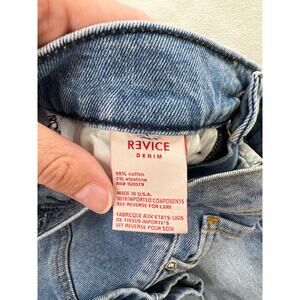 REVICE
DENIM
98% cotton
2% elastane
RN# 150079
MADE IN U.S.A.
WITH IMPORTED COMPONENTS
SEE REVERSE FOR CARE
FABRIQUE AUX ETATS-UNIS
DE TISSUS IMPORTE'S
VIT REVERSE POUR SOIN